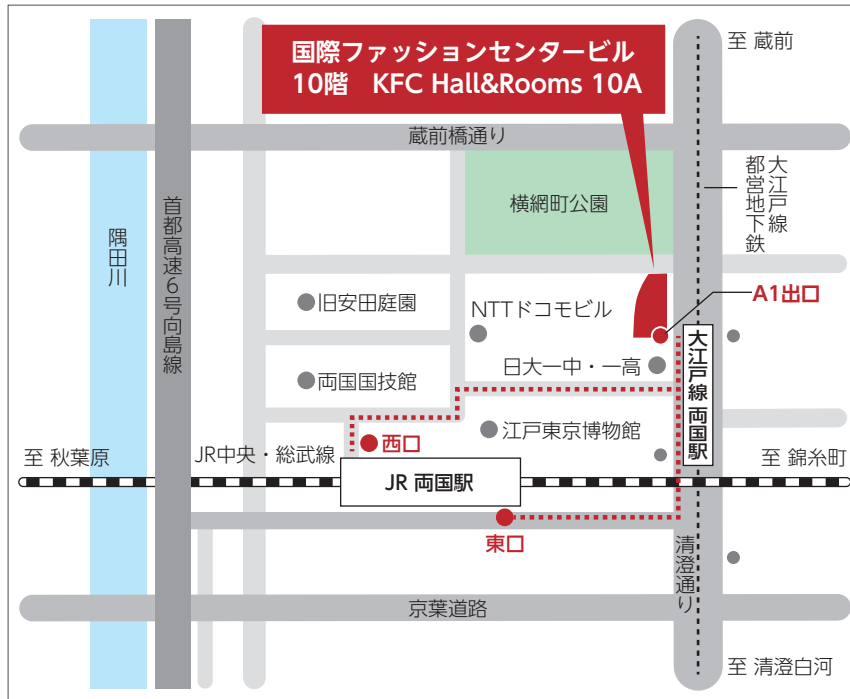 国際ファッションセンタービル
10階 KFC Hall&Rooms 10A
至 蔵前
蔵前橋通り
大江戸線
都営地下鉄
横網町公園
隅田川
首都高速6号向島線
旧安田庭園
NTTドコモビル
A1出口
両国国技館
日大一中・一高
大江戸線 両国駅
江戸東京博物館
西口
至 秋葉原
JR中央・総武線
至 錦糸町
JR 両国駅
東口
清澄通り
京葉道路
至 清澄白河